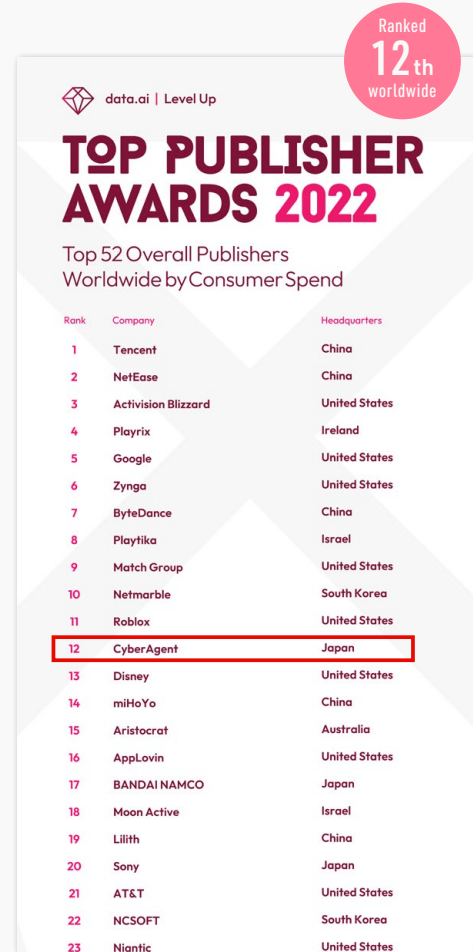 Ranked
12th
worldwide
data.ai | Level Up
TOP PUBLISHER
AWARDS 2022
Top 52 Overall Publishers
Worldwide by Consumer Spend
Rank Company Headquarters
1 Tencent China
2 NetEase China
3 Activision Blizzard United States
4 Playrix Ireland
5 Google United States
6 Zynga United States
7 ByteDance China
8 Playtika Israel
9 Match Group United States
10 Netmarble South Korea
11 Roblox United States
12 CyberAgent Japan
13 Disney United States
14 miHoYo China
15 Aristocrat Australia
16 AppLovin United States
17 BANDAI NAMCO Japan
18 Moon Active Israel
19 Lilith China
20 Sony Japan
21 AT&T United States
22 NCSOFT South Korea
23 Niantic United States